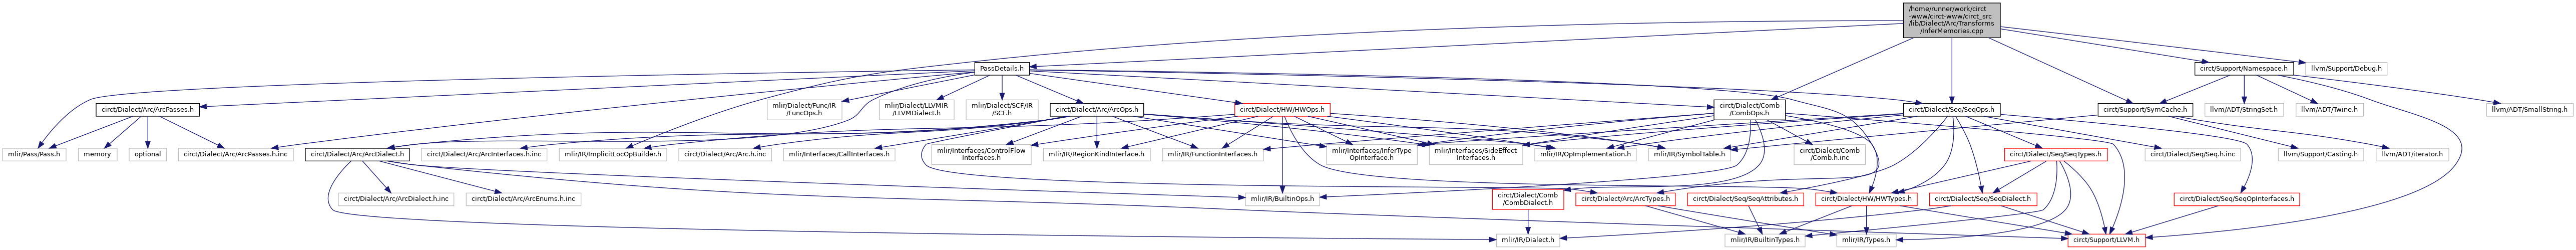 /home/runner/work/circt
-www/circt-www/circt_src
/lib/Dialect/Arc/Transforms
/InferMemories.cpp
PassDetails.h
circt/Support/Namespace.h
llvm/Support/Debug.h
circt/Dialect/Arc/ArcPasses.h
mlir/Dialect/Func/IR
/FuncOps.h
mlir/Dialect/LLVMIR
/LLVMDialect.h
mlir/Dialect/SCF/IR
/SCF.h
circt/Dialect/Arc/ArcOps.h
circt/Dialect/HW/HWOps.h
circt/Dialect/Comb
/CombOps.h
circt/Dialect/Seq/SeqOps.h
circt/Support/SymCache.h
llvm/ADT/StringSet.h
llvm/ADT/Twine.h
llvm/ADT/SmallString.h
mlir/Pass/Pass.h
memory
optional
circt/Dialect/Arc/ArcPasses.h.inc
circt/Dialect/Arc/ArcDialect.h
circt/Dialect/Arc/ArcInterfaces.h.inc
mlir/IR/ImplicitLocOpBuilder.h
circt/Dialect/Arc/Arc.h.inc
mlir/Interfaces/CallInterfaces.h
mlir/Interfaces/ControlFlow
Interfaces.h
mlir/IR/RegionKindInterface.h
mlir/IR/FunctionInterfaces.h
mlir/Interfaces/InferType
OpInterface.h
mlir/Interfaces/SideEffect
Interfaces.h
mlir/IR/OpImplementation.h
mlir/IR/SymbolTable.h
circt/Dialect/Comb
/Comb.h.inc
circt/Dialect/Seq/SeqTypes.h
circt/Dialect/Seq/Seq.h.inc
llvm/Support/Casting.h
llvm/ADT/iterator.h
circt/Dialect/Arc/ArcDialect.h.inc
circt/Dialect/Arc/ArcEnums.h.inc
mlir/IR/BuiltinOps.h
circt/Dialect/Comb
/CombDialect.h
circt/Dialect/Arc/ArcTypes.h
circt/Dialect/Seq/SeqAttributes.h
circt/Dialect/HW/HWTypes.h
circt/Dialect/Seq/SeqDialect.h
circt/Dialect/Seq/SeqOpInterfaces.h
mlir/IR/Dialect.h
mlir/IR/BuiltinTypes.h
mlir/IR/Types.h
circt/Support/LLVM.h